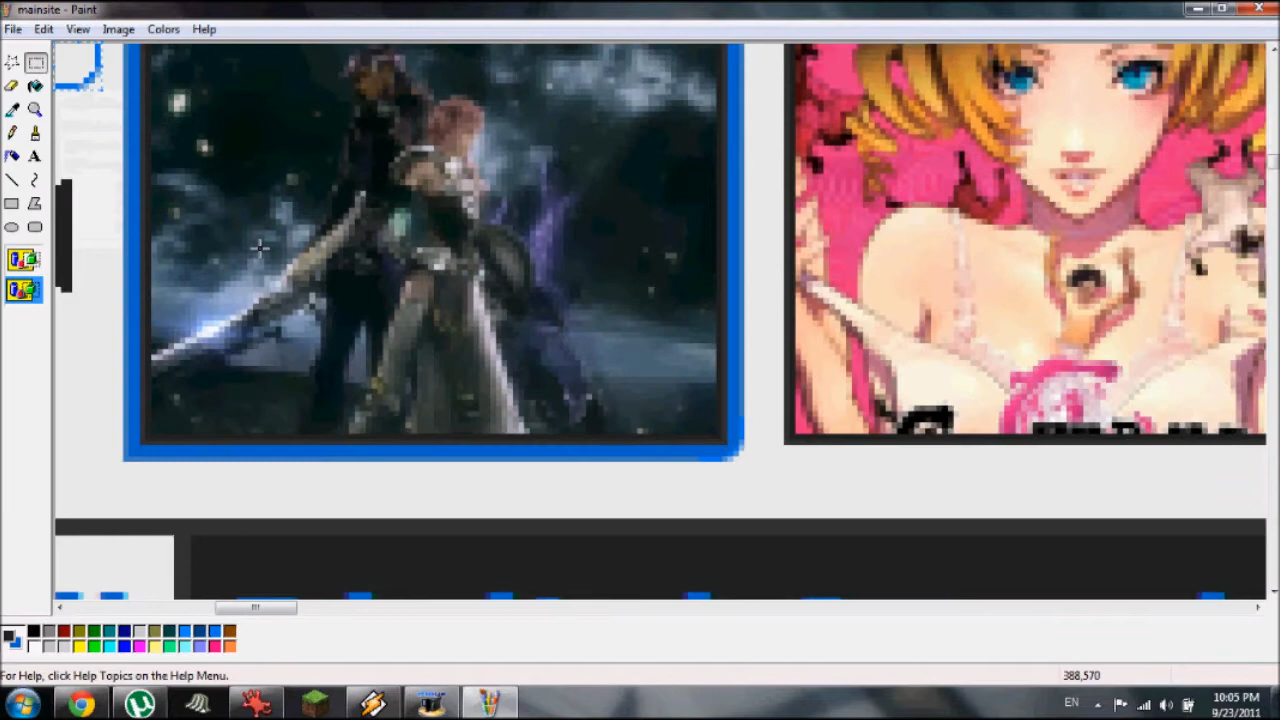 mainsite - Paint
File Edit View Image Colors Help
For Help, click Help Topics on the Help Menu.
388,570
EN
10:05 PM
9/23/2011